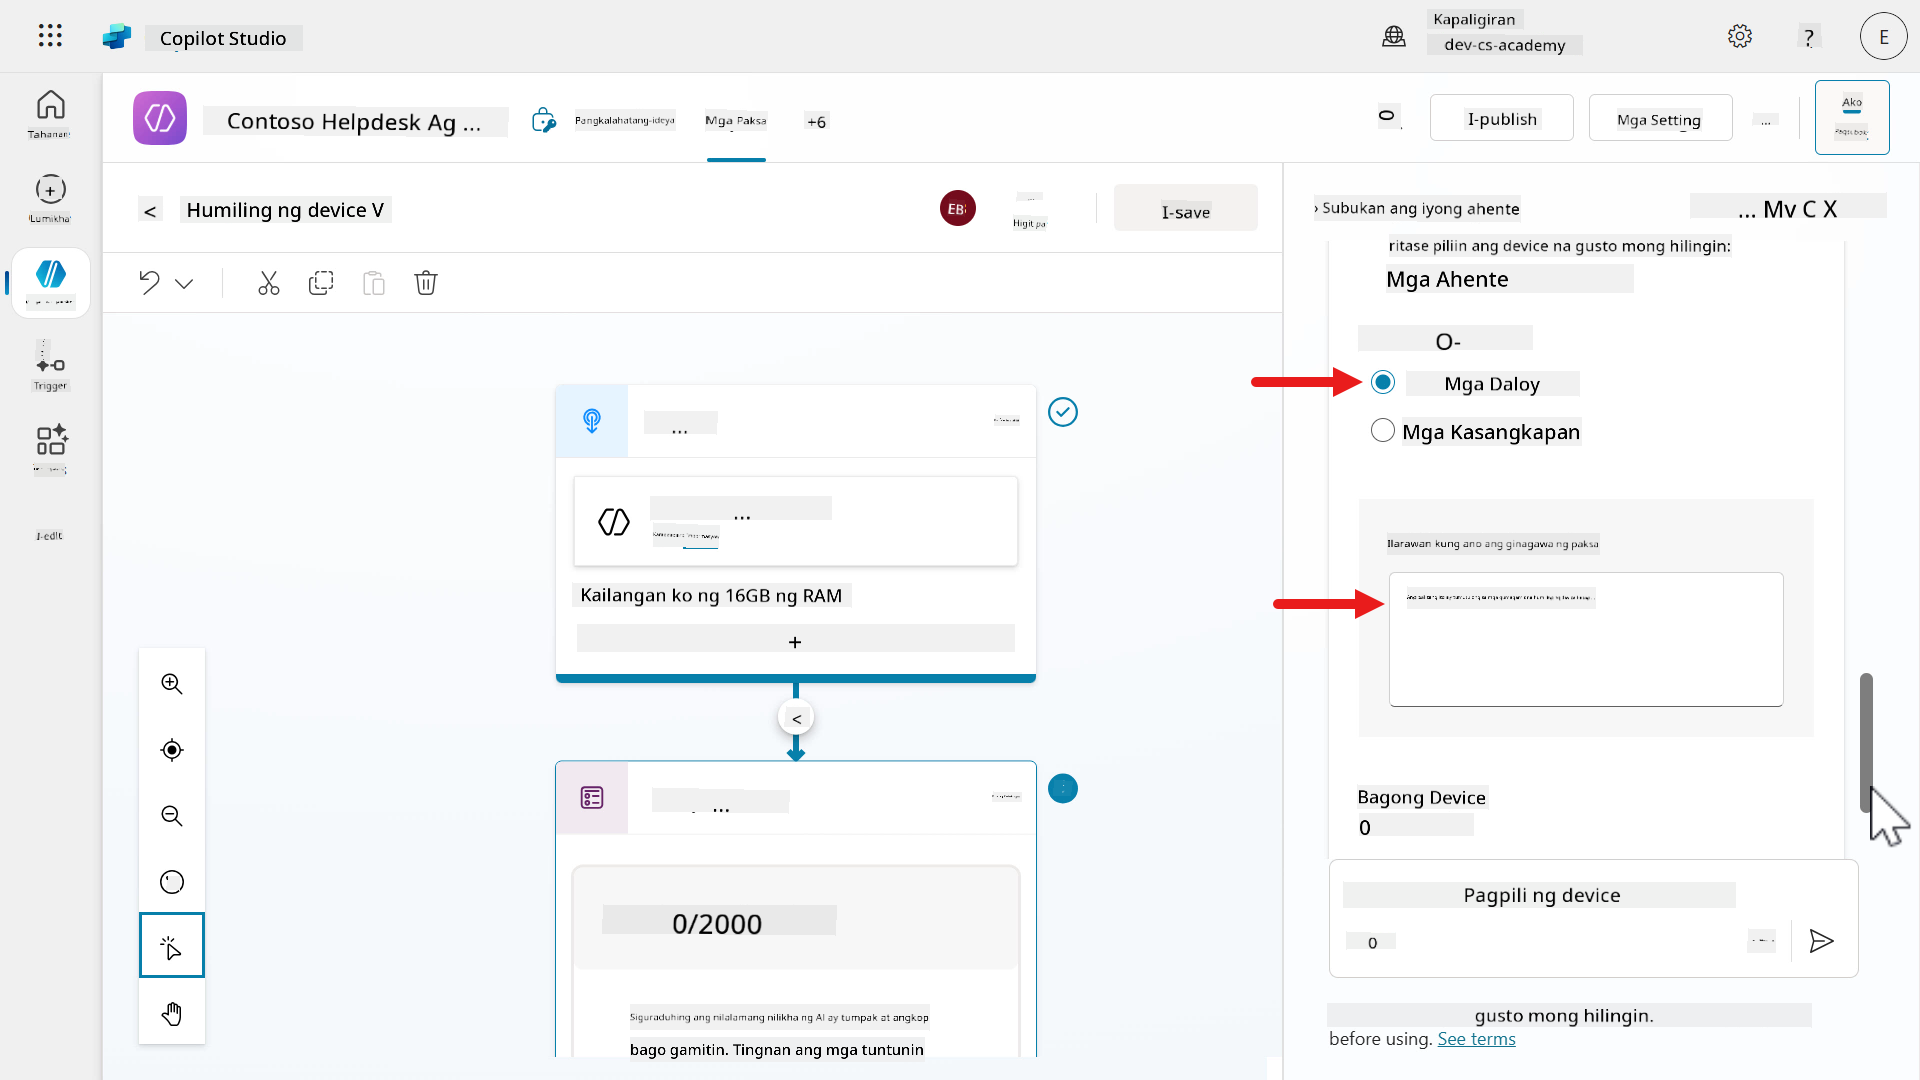 Copilot Studio
Kapaligiran
dev-cs-academy
?
E
Tahanan
Contoso Helpdesk Ag ...
Pangkalahatang-ideya
Mga Paksa
+6
I-publish
Mga Setting
...
Ako
< Humiling ng device V
EB
Higit pa
I-save
› Subukan ang iyong ahente
... Mv C X
ritase piliin ang device na gusto mong hilingin:
Mga Ahente
O-
Mga Daloy
Mga Kasangkapan
Trigger
I-edit
...
...
Kailangan ko ng 16GB ng RAM
+
<
...
0/2000
Siguraduhing ang nilalamang nilikha ng AI ay tumpak at angkop
bago gamitin. Tingnan ang mga tuntunin
Ilarawan kung ano ang ginagawa ng paksa
Bagong Device
0
Pagpili ng device
0
gusto mong hilingin.
before using. See terms